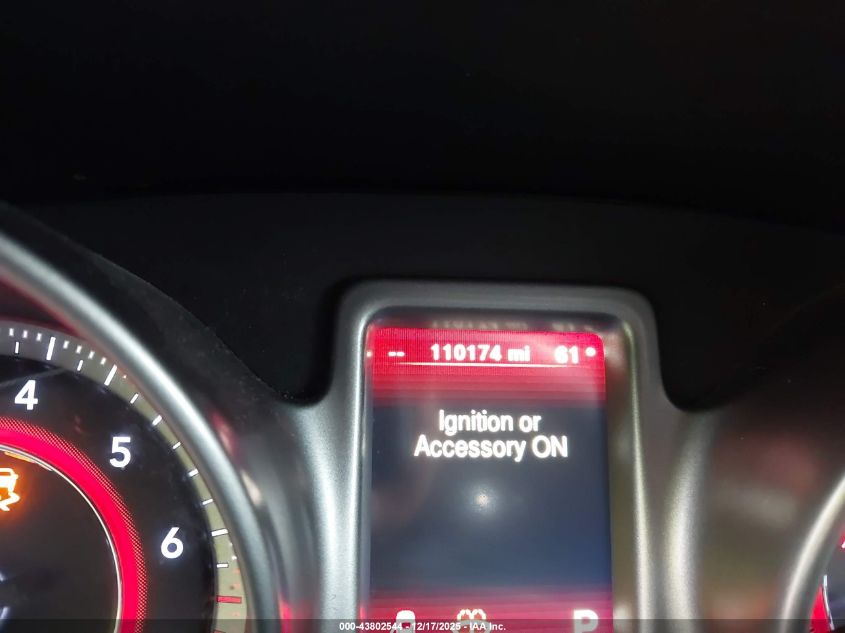 -- 110174 mi 61°
Ignition or
Accessory ON
4
5
6
P
000-43802544 - 12/17/2025 - IAA Inc.